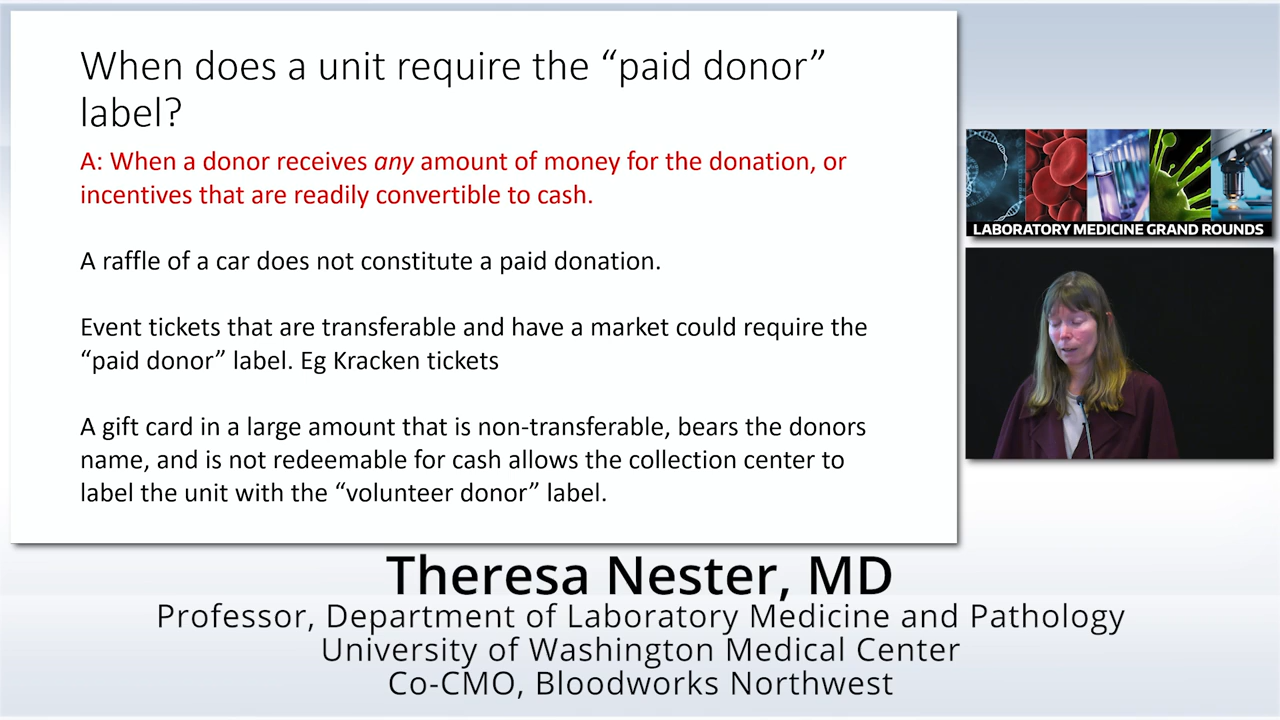 When does a unit require the “paid donor”
label?
A: When a donor receives any amount of money for the donation, or
incentives that are readily convertible to cash.
A raffle of a car does not constitute a paid donation.
Event tickets that are transferable and have a market could require the
“paid donor” label. Eg Kracken tickets
A gift card in a large amount that is non-transferable, bears the donors
name, and is not redeemable for cash allows the collection center to
label the unit with the “volunteer donor” label.
LABORATORY MEDICINE GRAND ROUNDS
Theresa Nester, MD
Professor, Department of Laboratory Medicine and Pathology
University of Washington Medical Center
Co-CMO, Bloodworks Northwest